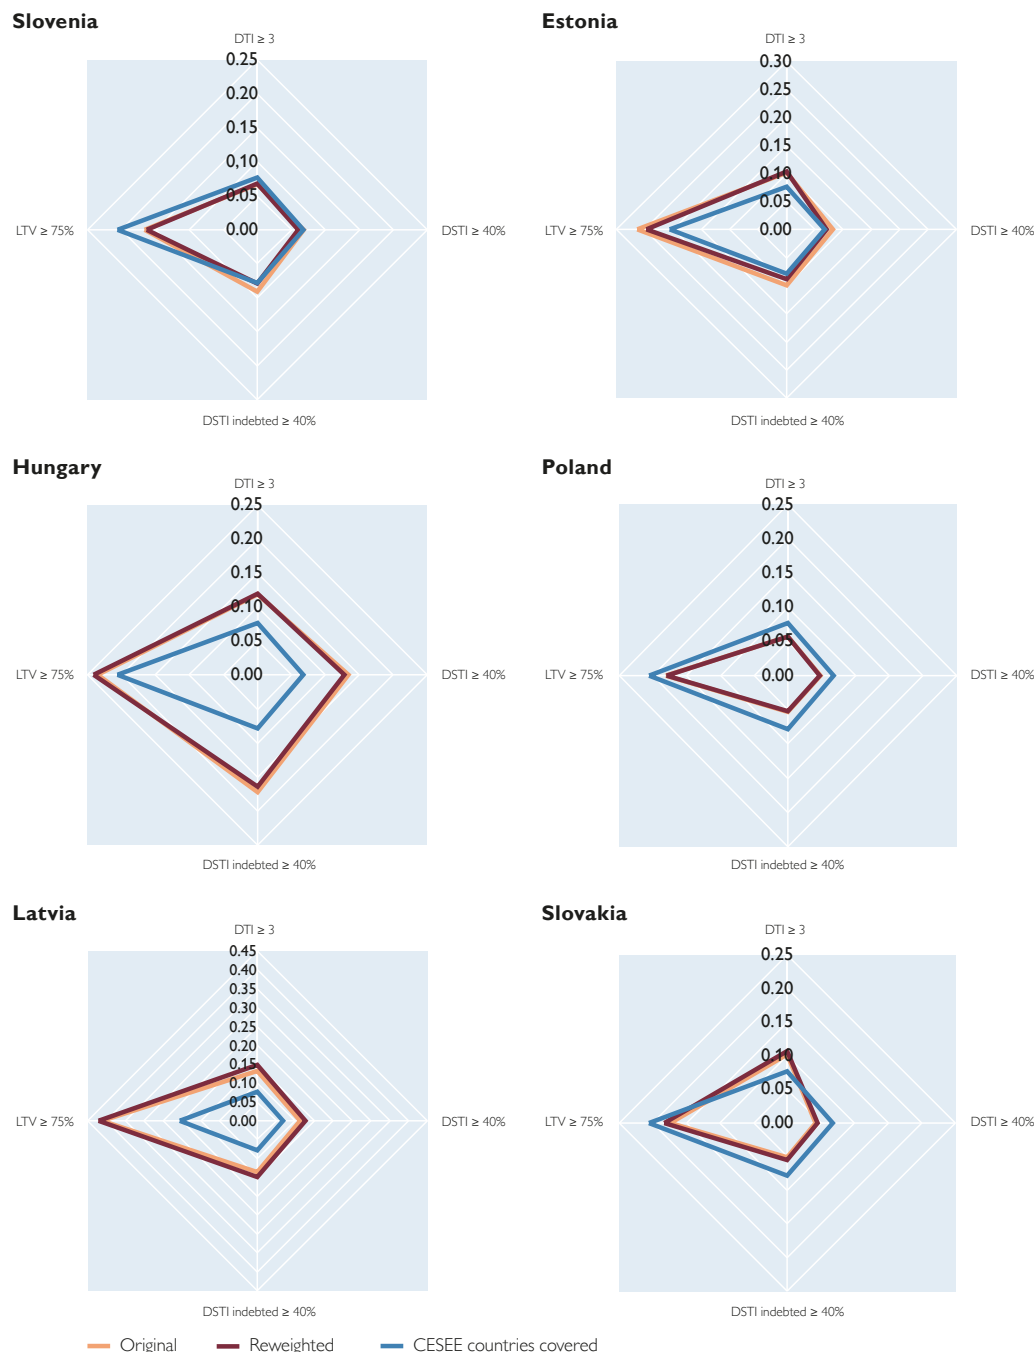 Slovenia
DTI ≥ 3
0.25
0.20
0.15
0.10
0.05
LTV ≥ 75%
0.00
DSTI ≥ 40%
DSTI indebted ≥ 40%
Estonia
DTI ≥ 3
0.30
0.25
0.20
0.15
0.10
0.05
LTV ≥ 75%
0.00
DSTI ≥ 40%
DSTI indebted ≥ 40%
Hungary
DTI ≥ 3
0.25
0.20
0.15
0.10
0.05
LTV ≥ 75%
0.00
DSTI ≥ 40%
DSTI indebted ≥ 40%
Poland
DTI ≥ 3
0.25
0.20
0.15
0.10
0.05
LTV ≥ 75%
0.00
DSTI ≥ 40%
DSTI indebted ≥ 40%
Latvia
DTI ≥ 3
0.45
0.40
0.35
0.30
0.25
0.20
0.15
0.10
0.05
LTV ≥ 75%
0.00
DSTI ≥ 40%
DSTI indebted ≥ 40%
Slovakia
DTI ≥ 3
0.25
0.20
0.15
0.10
0.05
LTV ≥ 75%
0.00
DSTI ≥ 40%
DSTI indebted ≥ 40%
Original Reweighted CESEE countries covered